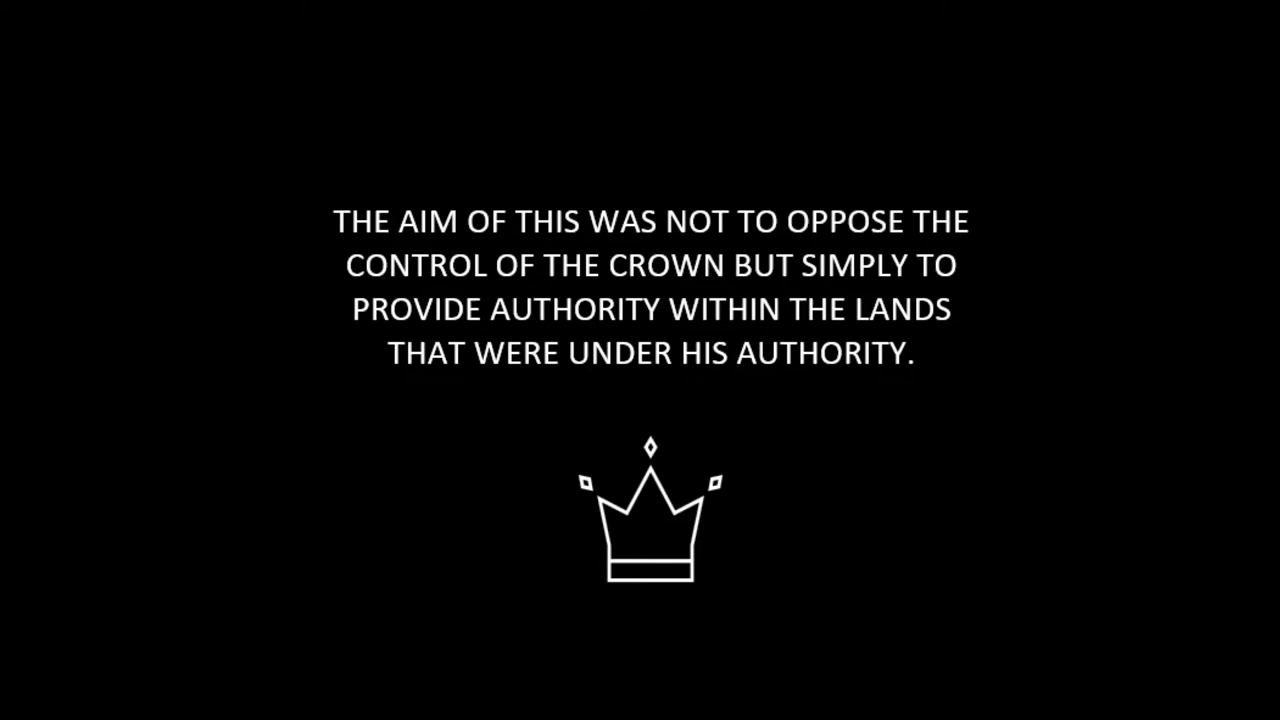 THE AIM OF THIS WAS NOT TO OPPOSE THE
CONTROL OF THE CROWN BUT SIMPLY TO
PROVIDE AUTHORITY WITHIN THE LANDS
THAT WERE UNDER HIS AUTHORITY.